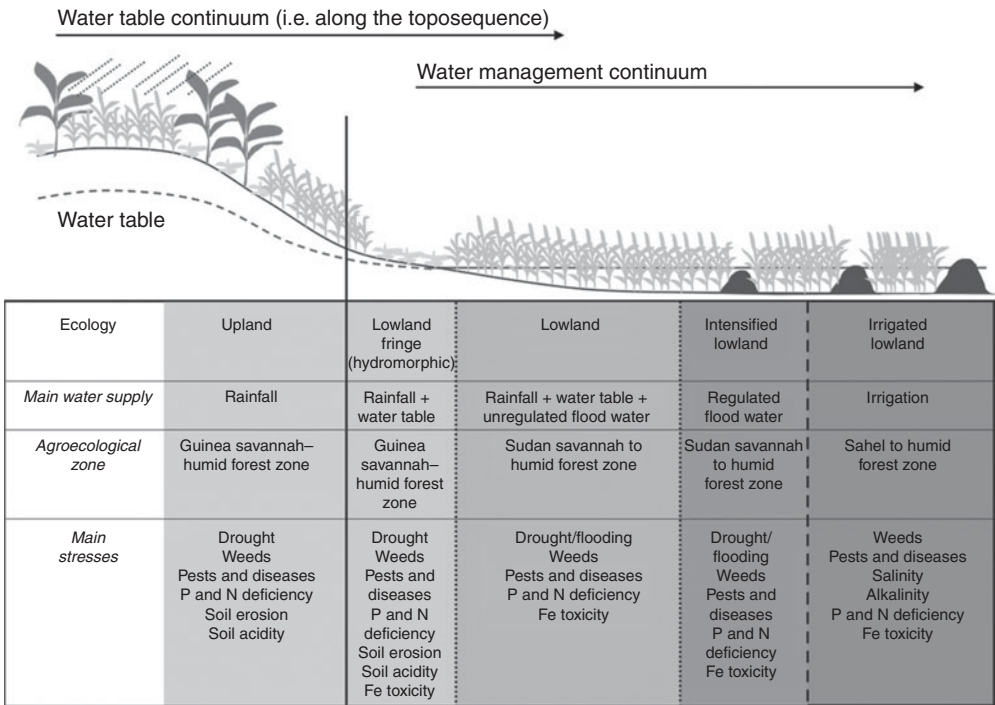 Water table continuum (i.e. along the toposequence)
Water management continuum
Water table
Ecology
Upland
Lowland
fringe
(hydromorphic)
Lowland
Intensified
lowland
Irrigated
lowland
Main water supply
Rainfall
Rainfall +
water table
Rainfall + water table +
unregulated flood water
Regulated
flood water
Irrigation
Agroecological
zone
Guinea savannah–
humid forest zone
Guinea
savannah–
humid forest
zone
Sudan savannah to
humid forest zone
Sudan savannah
to humid
forest zone
Sahel to humid
forest zone
Main
stresses
Drought
Weeds
Pests and diseases
P and N deficiency
Soil erosion
Soil acidity
Drought
Weeds
Pests and
diseases
P and N
deficiency
Soil erosion
Soil acidity
Fe toxicity
Drought/flooding
Weeds
Pests and diseases
P and N deficiency
Fe toxicity
Drought/
flooding
Weeds
Pests and
diseases
P and N
deficiency
Fe toxicity
Weeds
Pests and diseases
Salinity
Alkalinity
P and N deficiency
Fe toxicity